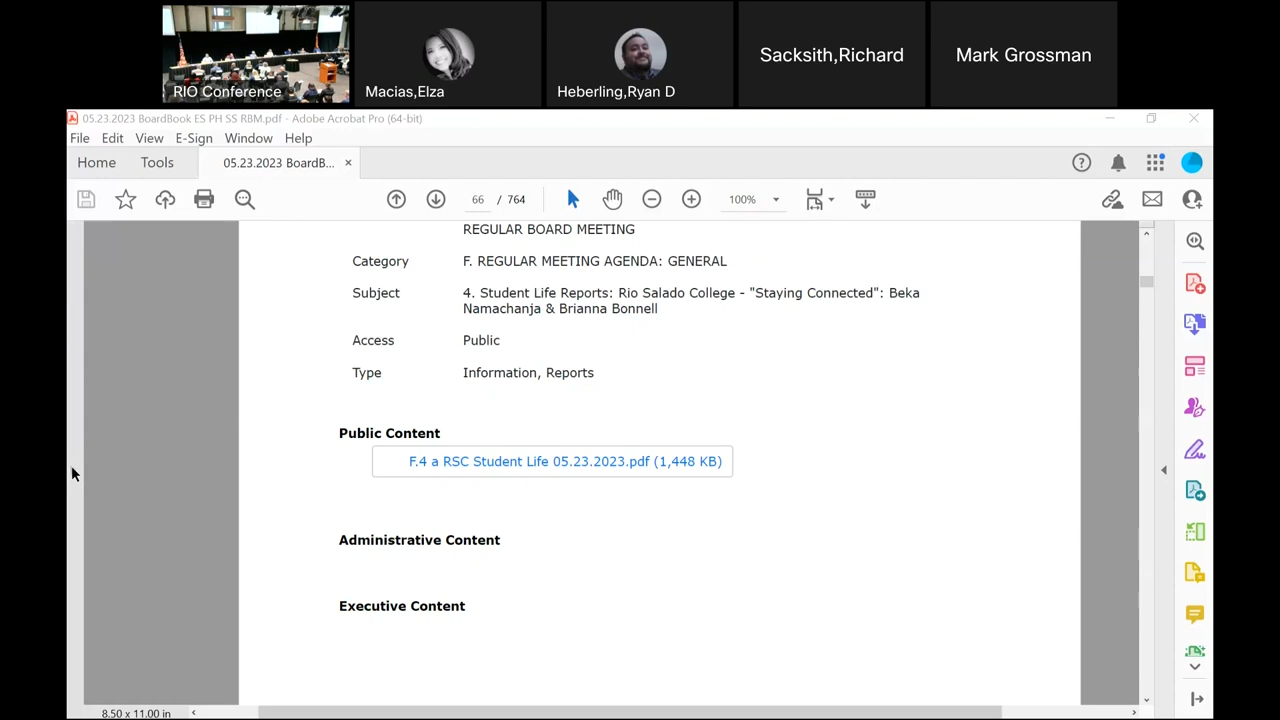 RIO Conference
Macias,Elza
Heberling,Ryan D
Sacksith,Richard
Mark Grossman
05.23.2023 BoardBook ES PH SS RBM.pdf - Adobe Acrobat Pro (64-bit)
File Edit View E-Sign Window Help
Home Tools 05.23.2023 BoardB... ×
66 / 764 100%
REGULAR BOARD MEETING
Category F. REGULAR MEETING AGENDA: GENERAL
Subject 4. Student Life Reports: Rio Salado College - "Staying Connected": Beka
Namachanja & Brianna Bonnell
Access Public
Type Information, Reports
Public Content
F.4 a RSC Student Life 05.23.2023.pdf (1,448 KB)
Administrative Content
Executive Content
8.50 x 11.00 in